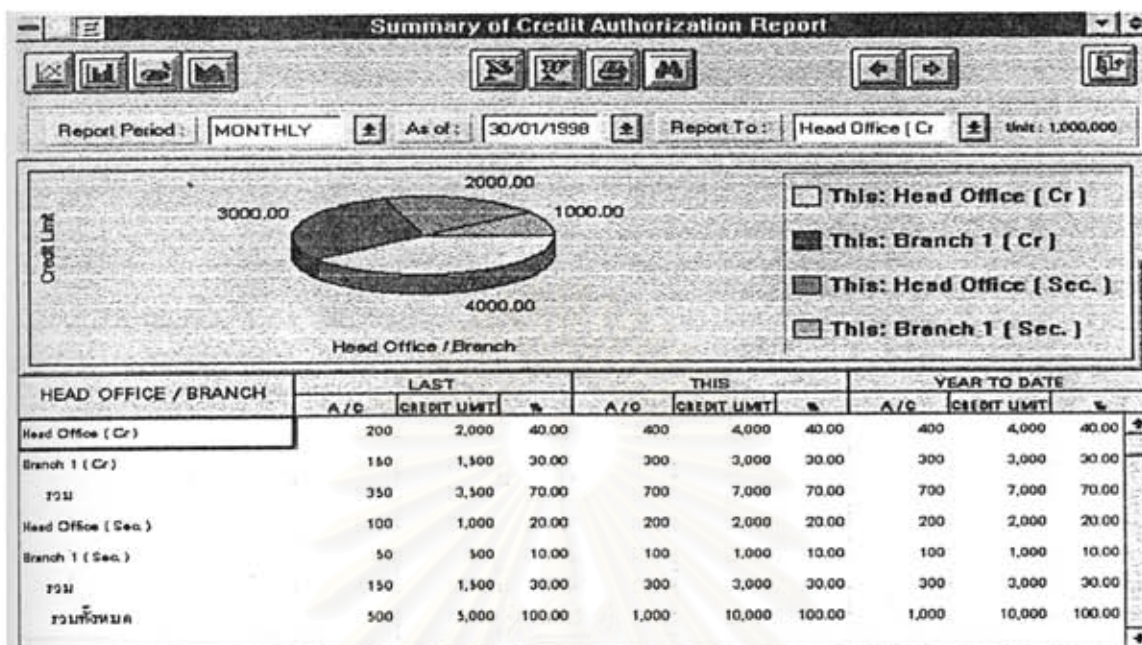 Summary of Credit Authorization Report
Report Period : MONTHLY As of : 30/01/1998 Report To : Head Office ( Cr Unit : 1,000,000
2000.00
3000.00 1000.00
4000.00
Credit Limit
Head Office / Branch
This: Head Office ( Cr )
This: Branch 1 ( Cr )
This: Head Office ( Sec. )
This: Branch 1 ( Sec. )
HEAD OFFICE / BRANCH LAST THIS YEAR TO DATE
A/C CREDIT LIMIT % A/C CREDIT LIMIT % A/C CREDIT LIMIT %
Head Office ( Cr ) 200 2,000 40.00 400 4,000 40.00 400 4,000 40.00
Branch 1 ( Cr ) 150 1,500 30.00 300 3,000 30.00 300 3,000 30.00
รวม 350 3,500 70.00 700 7,000 70.00 700 7,000 70.00
Head Office ( Sec. ) 100 1,000 20.00 200 2,000 20.00 200 2,000 20.00
Branch 1 ( Sec. ) 50 500 10.00 100 1,000 10.00 100 1,000 10.00
รวม 150 1,500 30.00 300 3,000 30.00 300 3,000 30.00
รวมทั้งหมด 500 5,000 100.00 1,000 10,000 100.00 1,000 10,000 100.00